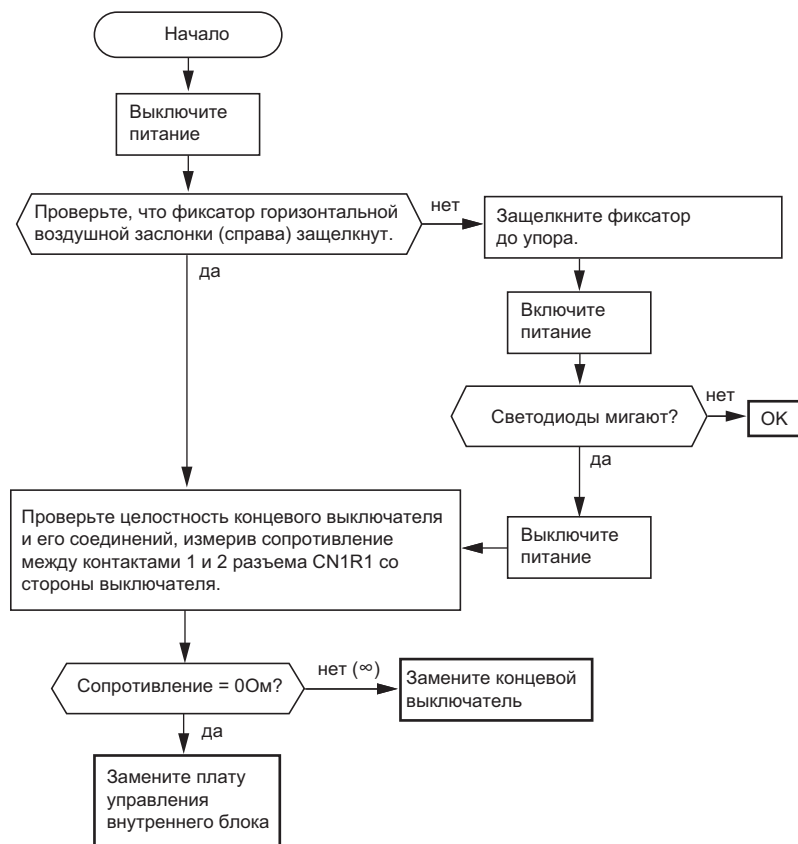 Начало
Выключите
питание
Проверьте, что фиксатор горизонтальной
воздушной заслонки (справа) защелкнут.
нет
Защелкните фиксатор
до упора.
да
Включите
питание
Светодиоды мигают?
нет
OK
да
Выключите
питание
Проверьте целостность концевого выключателя
и его соединений, измерив сопротивление
между контактами 1 и 2 разъема CN1R1 со
стороны выключателя.
Сопротивление = 0Ом?
нет (∞)
Замените концевой
выключатель
да
Замените плату
управления
внутреннего блока